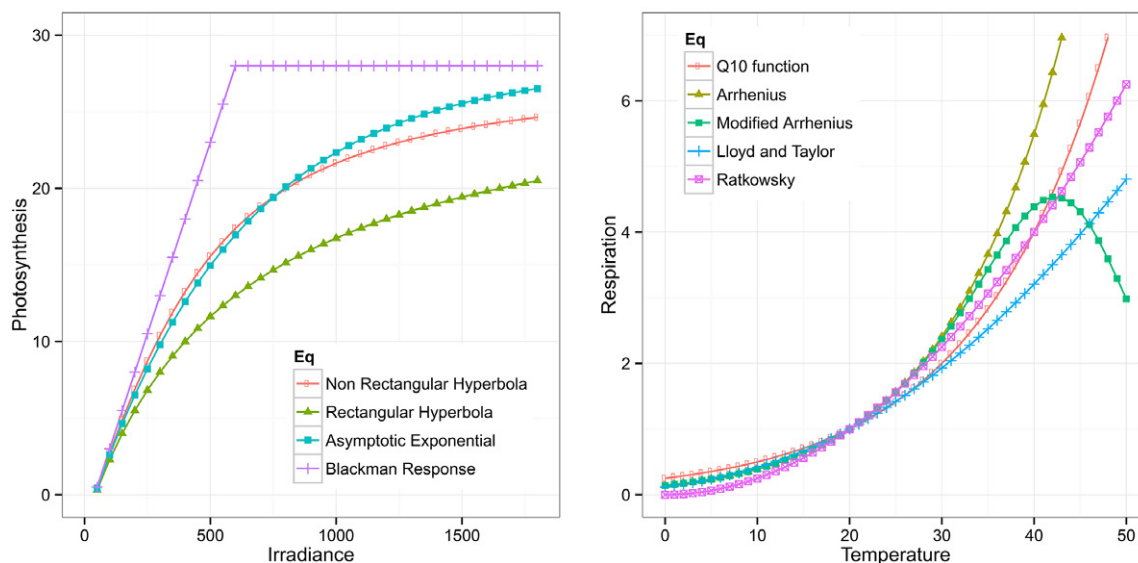 30
20
10
0
Photosynthesis
Eq
Non Rectangular Hyperbola
Rectangular Hyperbola
Asymptotic Exponential
Blackman Response
0
500
1000
1500
Irradiance
6
4
2
0
Respiration
Eq
Q10 function
Arrhenius
Modified Arrhenius
Lloyd and Taylor
Ratkowsky
0
10
20
30
40
50
Temperature